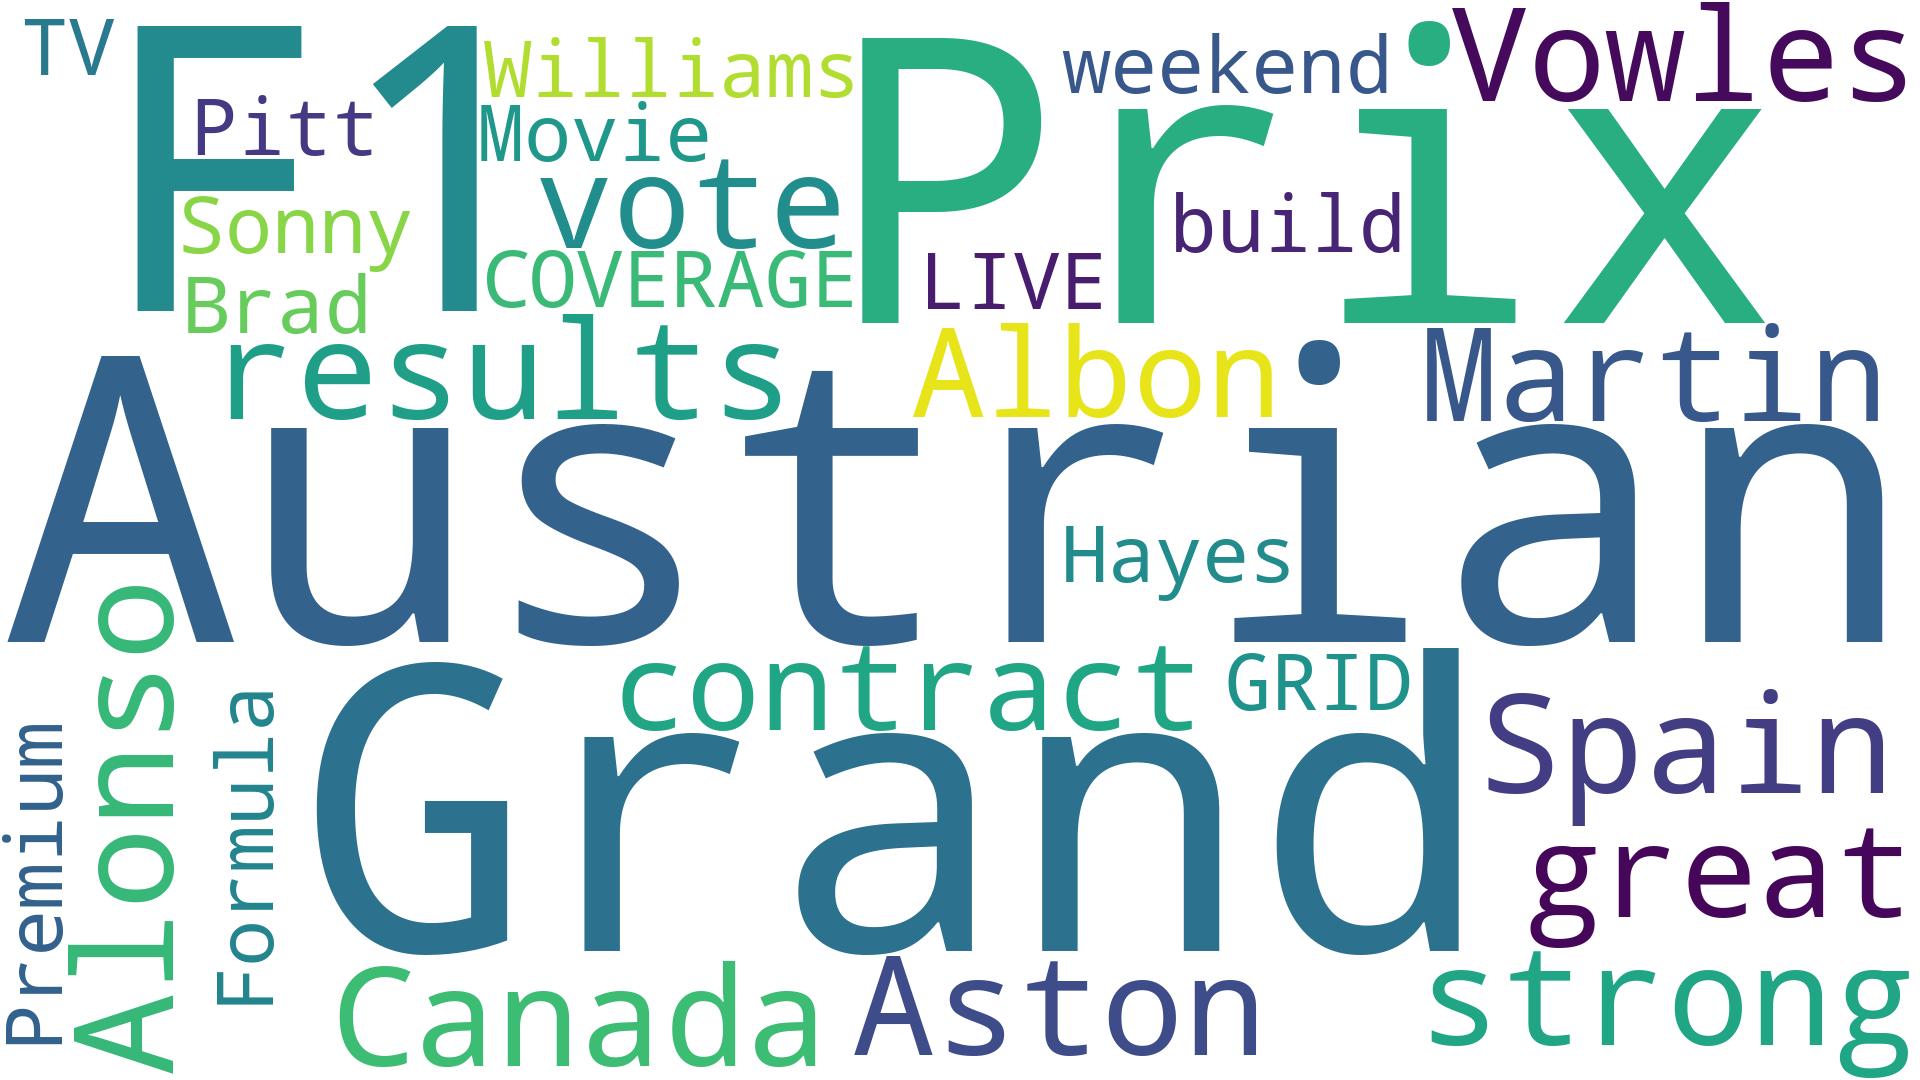 TV
F1
Williams
Prix
weekend
Vowles
Pitt
Movie
vote
build
Sonny
COVERAGE
LIVE
Brad
results
Albon
Martin
Austrian
Hayes
contract
GRID
Alonso
Premium
Formula
Grand
Spain
great
Canada
Aston
strong